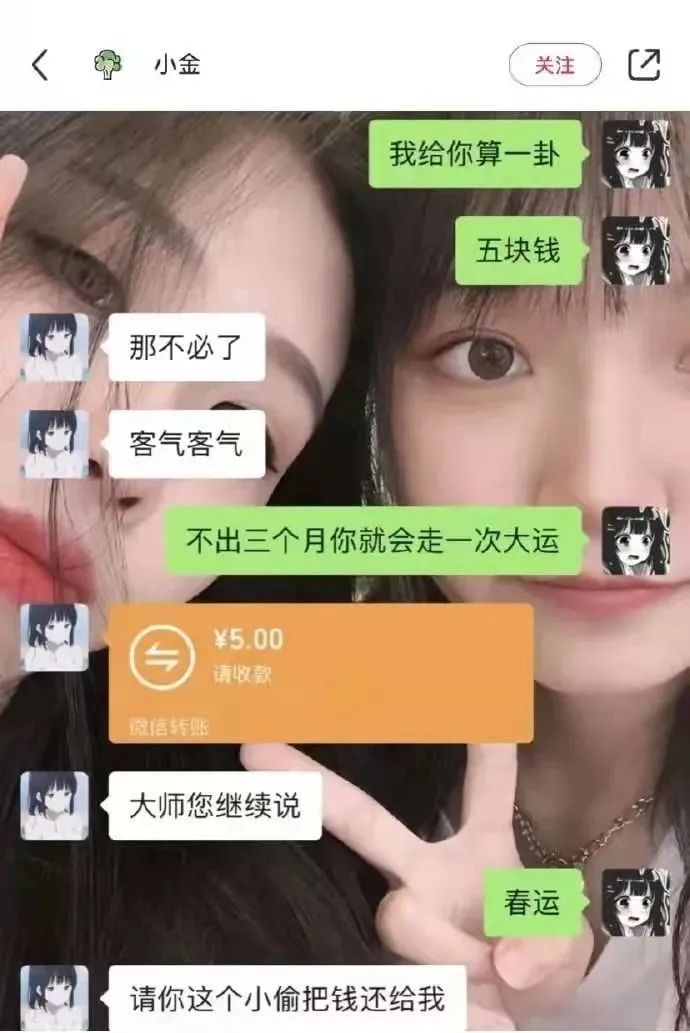 小金
关注
我给你算一卦
五块钱
那不必了
客气客气
不出三个月你就会走一次大运
¥5.00
请收款
微信转账
大师您继续说
春运
请你这个小偷把钱还给我